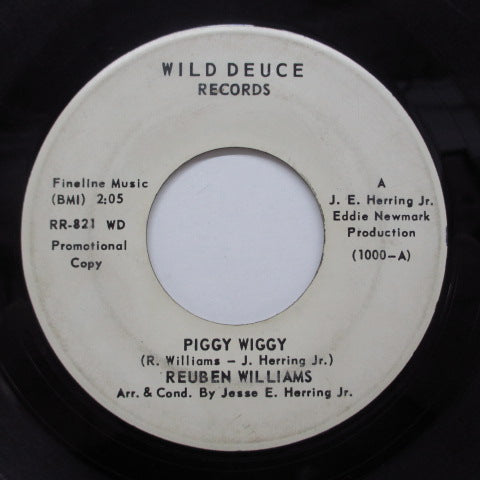 WILD DEUCE
RECORDS
Fineline Music
(BMI) 2:05
RR-821 WD
Promotional
Copy
A
J. E. Herring Jr.
Eddie Newmark
Production
(1000-A)
PIGGY WIGGY
(R. Williams - J. Herring Jr.)
REUBEN WILLIAMS
Arr. & Cond. By Jesse E. Herring Jr.